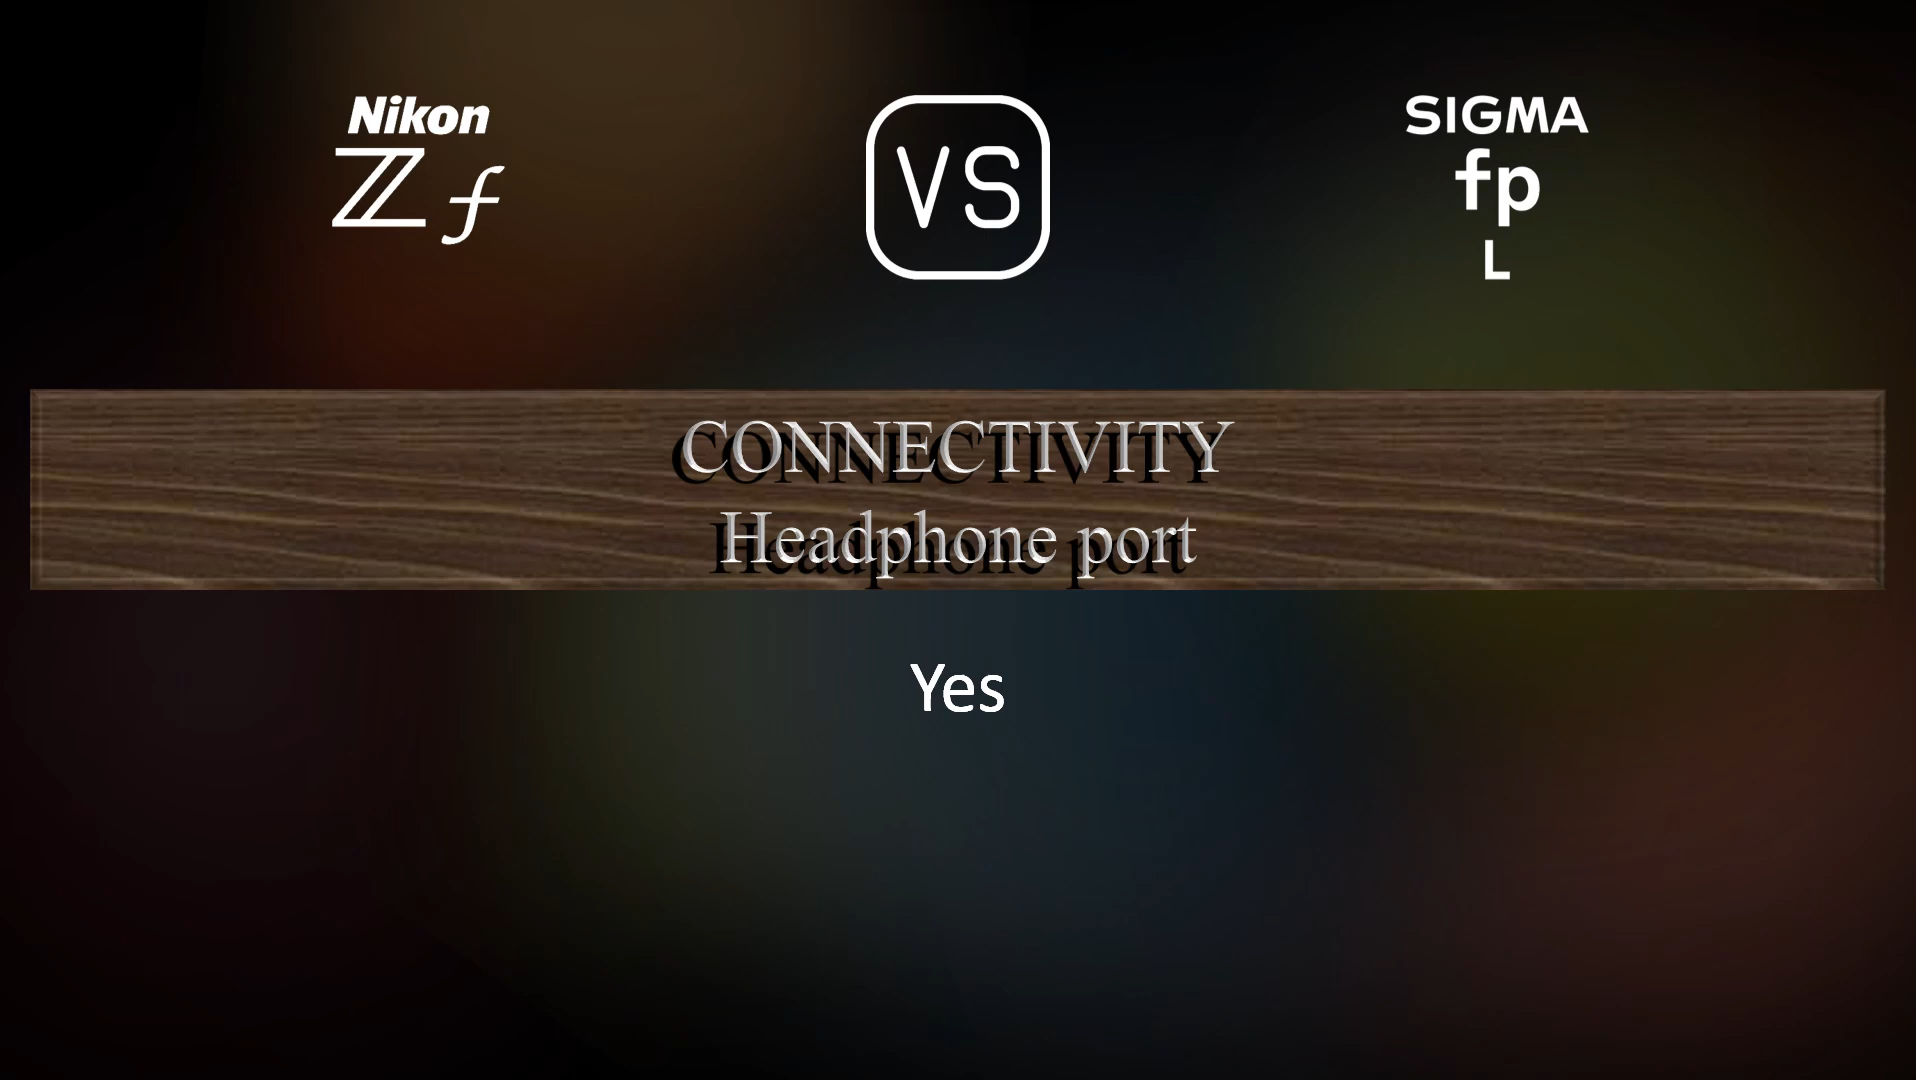 Nikon
Z f
VS
SIGMA
fp
L
CONNECTIVITY
Headphone port
Yes